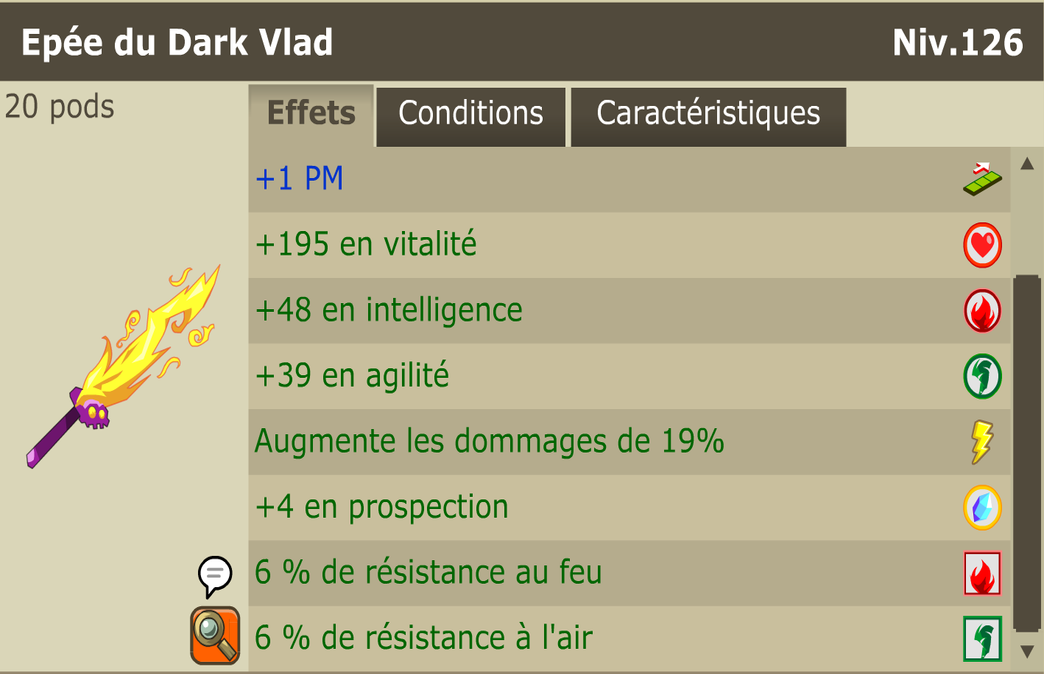 Epée du Dark Vlad Niv.126
20 pods
Effets Conditions Caractéristiques
+1 PM
+195 en vitalité
+48 en intelligence
+39 en agilité
Augmente les dommages de 19%
+4 en prospection
6 % de résistance au feu
6 % de résistance à l'air